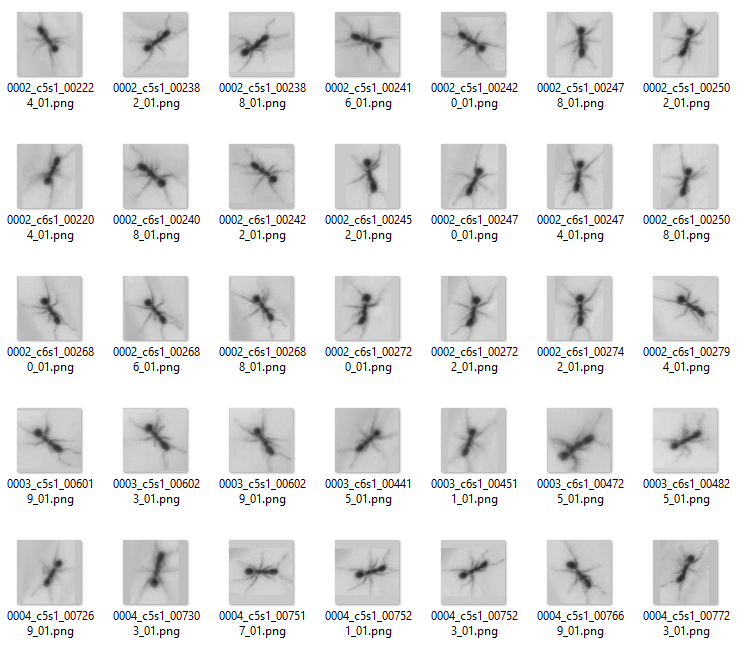 0002_c5s1_00222 0002_c5s1_00238 0002_c5s1_00238 0002_c5s1_00241 0002_c5s1_00242 0002_c5s1_00247 0002_c5s1_00250
4_01.png 2_01.png 8_01.png 6_01.png 0_01.png 8_01.png 2_01.png
0002_c6s1_00220 0002_c6s1_00240 0002_c6s1_00242 0002_c6s1_00245 0002_c6s1_00247 0002_c6s1_00247 0002_c6s1_00250
4_01.png 8_01.png 2_01.png 2_01.png 0_01.png 4_01.png 8_01.png
0002_c6s1_00268 0002_c6s1_00268 0002_c6s1_00268 0002_c6s1_00272 0002_c6s1_00272 0002_c6s1_00274 0002_c6s1_00279
0_01.png 6_01.png 8_01.png 0_01.png 2_01.png 2_01.png 4_01.png
0003_c5s1_00601 0003_c5s1_00602 0003_c5s1_00602 0003_c6s1_00441 0003_c6s1_00451 0003_c6s1_00472 0003_c6s1_00482
9_01.png 3_01.png 9_01.png 5_01.png 1_01.png 5_01.png 5_01.png
0004_c5s1_00726 0004_c5s1_00730 0004_c5s1_00751 0004_c5s1_00752 0004_c5s1_00752 0004_c5s1_00766 0004_c5s1_00772
9_01.png 3_01.png 7_01.png 1_01.png 3_01.png 9_01.png 3_01.png